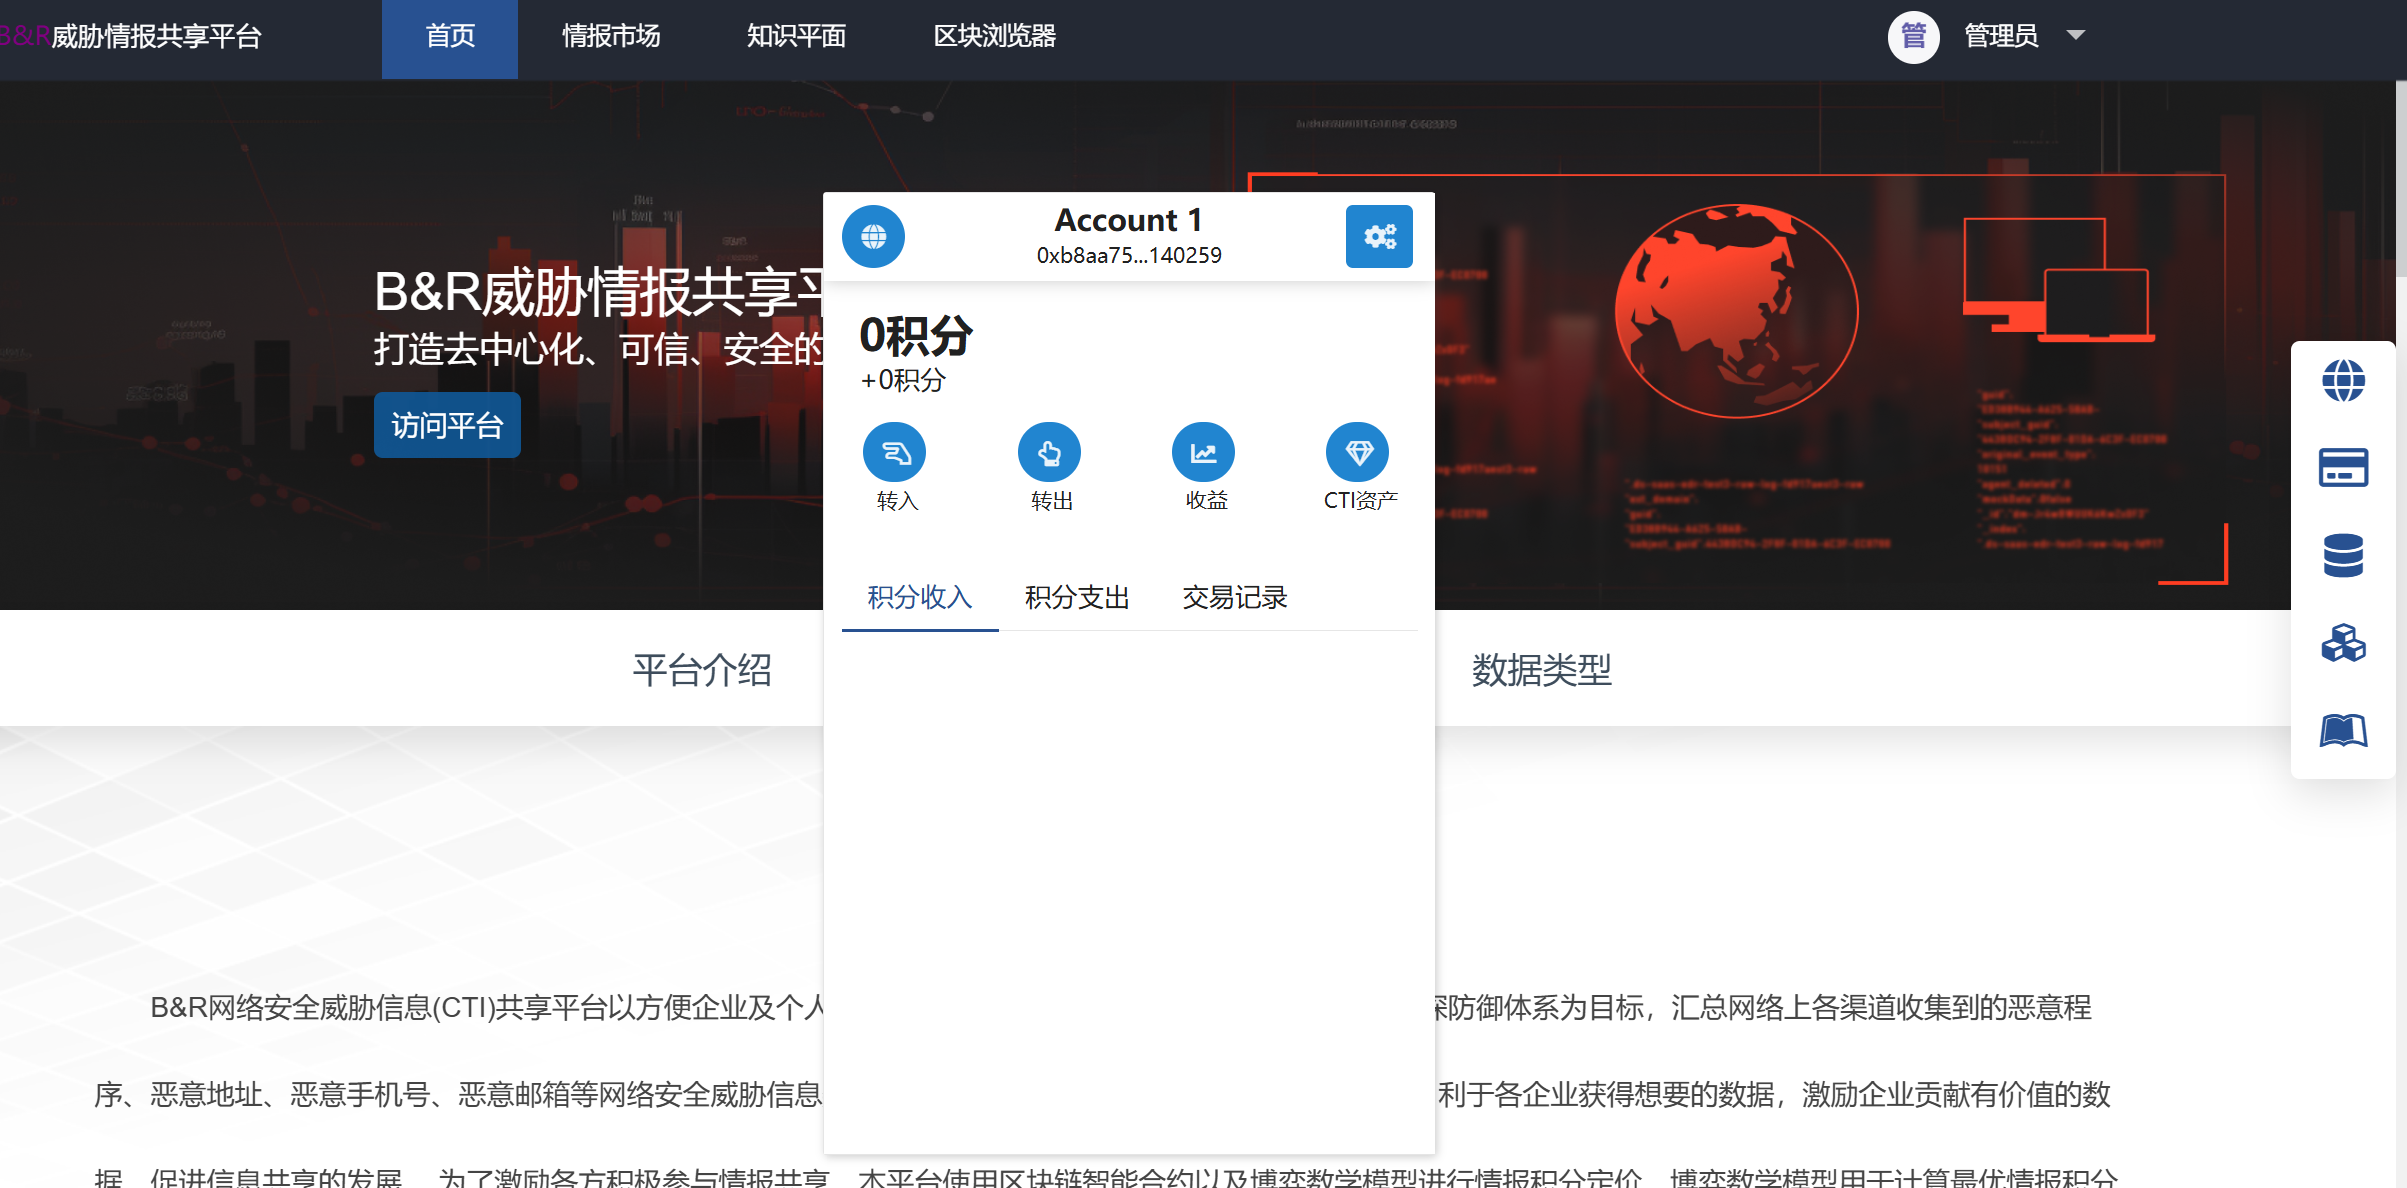 B&R威胁情报共享平台
首页
情报市场
知识平面
区块浏览器
管
管理员
B&R威胁情报共享平
打造去中心化、可信、安全的
访问平台
Account 1
0xb8aa75...140259
0积分
+0积分
转入
转出
收益
CTI资产
积分收入
积分支出
交易记录
平台介绍
数据类型
B&R网络安全威胁信息(CTI)共享平台以方便企业及个人
深防御体系为目标，汇总网络上各渠道收集到的恶意程
序、恶意地址、恶意手机号、恶意邮箱等网络安全威胁信息
利于各企业获得想要的数据，激励企业贡献有价值的数
据，促进信息共享的发展。 为了激励各方积极参与情报共享，本平台使用区块链智能合约以及博弈数学模型进行情报积分定价，博弈数学模型用于计算最优情报积分